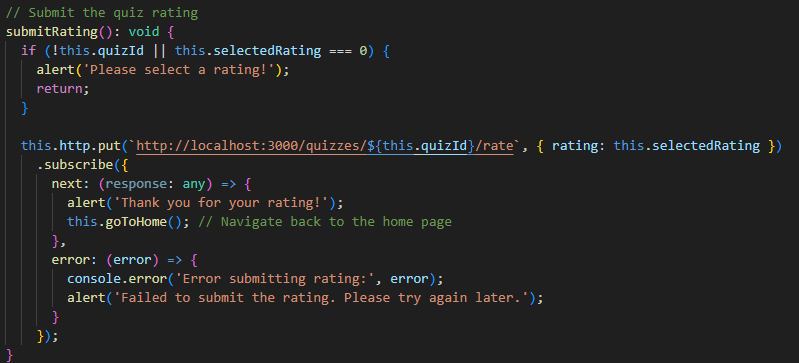 // Submit the quiz rating
submitRating(): void {
  if (!this.quizId || this.selectedRating === 0) {
    alert('Please select a rating!');
    return;
  }

  this.http.put(`http://localhost:3000/quizzes/${this.quizId}/rate`, { rating: this.selectedRating })
    .subscribe({
      next: (response: any) => {
        alert('Thank you for your rating!');
        this.goToHome(); // Navigate back to the home page
      },
      error: (error) => {
        console.error('Error submitting rating:', error);
        alert('Failed to submit the rating. Please try again later.');
      }
    });
}